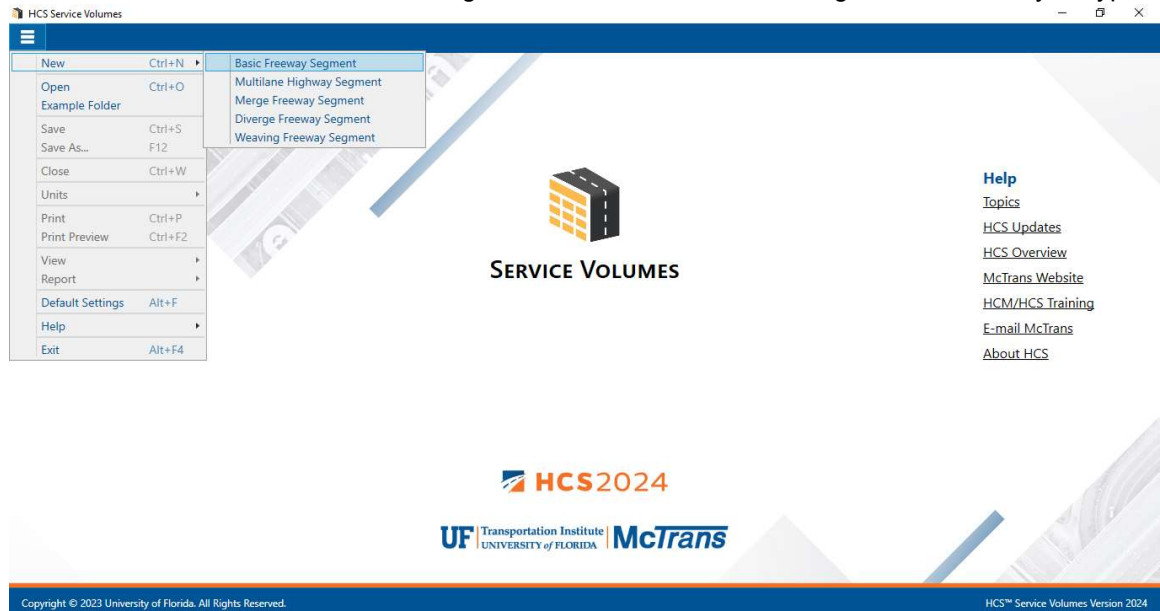 HCS Service Volumes
New Ctrl+N
Open Ctrl+O
Example Folder
Save Ctrl+S
Save As... F12
Close Ctrl+W
Units
Print Ctrl+P
Print Preview Ctrl+F2
View
Report
Default Settings Alt+F
Help
Exit Alt+F4
Basic Freeway Segment
Multilane Highway Segment
Merge Freeway Segment
Diverge Freeway Segment
Weaving Freeway Segment
SERVICE VOLUMES
Help
Topics
HCS Updates
HCS Overview
McTrans Website
HCM/HCS Training
E-mail McTrans
About HCS
HCS2024
UF Transportation Institute McTrans
UNIVERSITY of FLORIDA
Copyright © 2023 University of Florida. All Rights Reserved.
HCS™ Service Volumes Version 2024